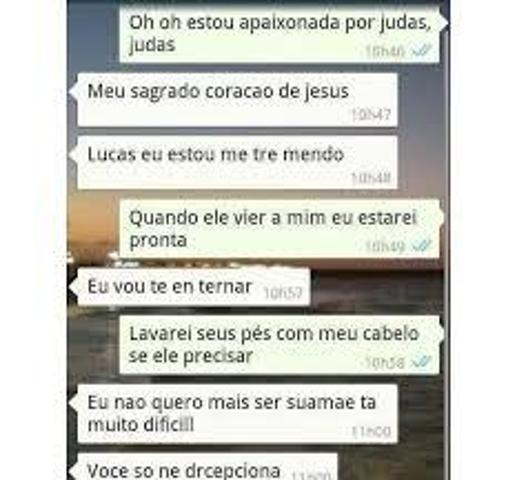 Oh oh estou apaixonada por judas,
judas
10h46
Meu sagrado coracao de jesus
10h47
Lucas eu estou me tre mendo
10h48
Quando ele vier a mim eu estarei
pronta
10h49
Eu vou te en ternar 10h57
Lavarei seus pés com meu cabelo
se ele precisar
10h58
Eu nao quero mais ser suamae ta
muito dificill
11h00
Voce so ne drcepciona 11h00